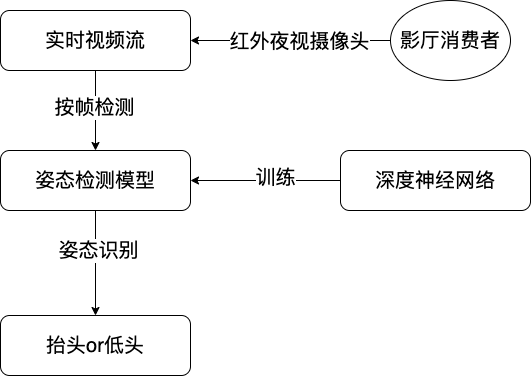 实时视频流
红外夜视摄像头
影厅消费者
按帧检测
姿态检测模型
训练
深度神经网络
姿态识别
抬头or低头